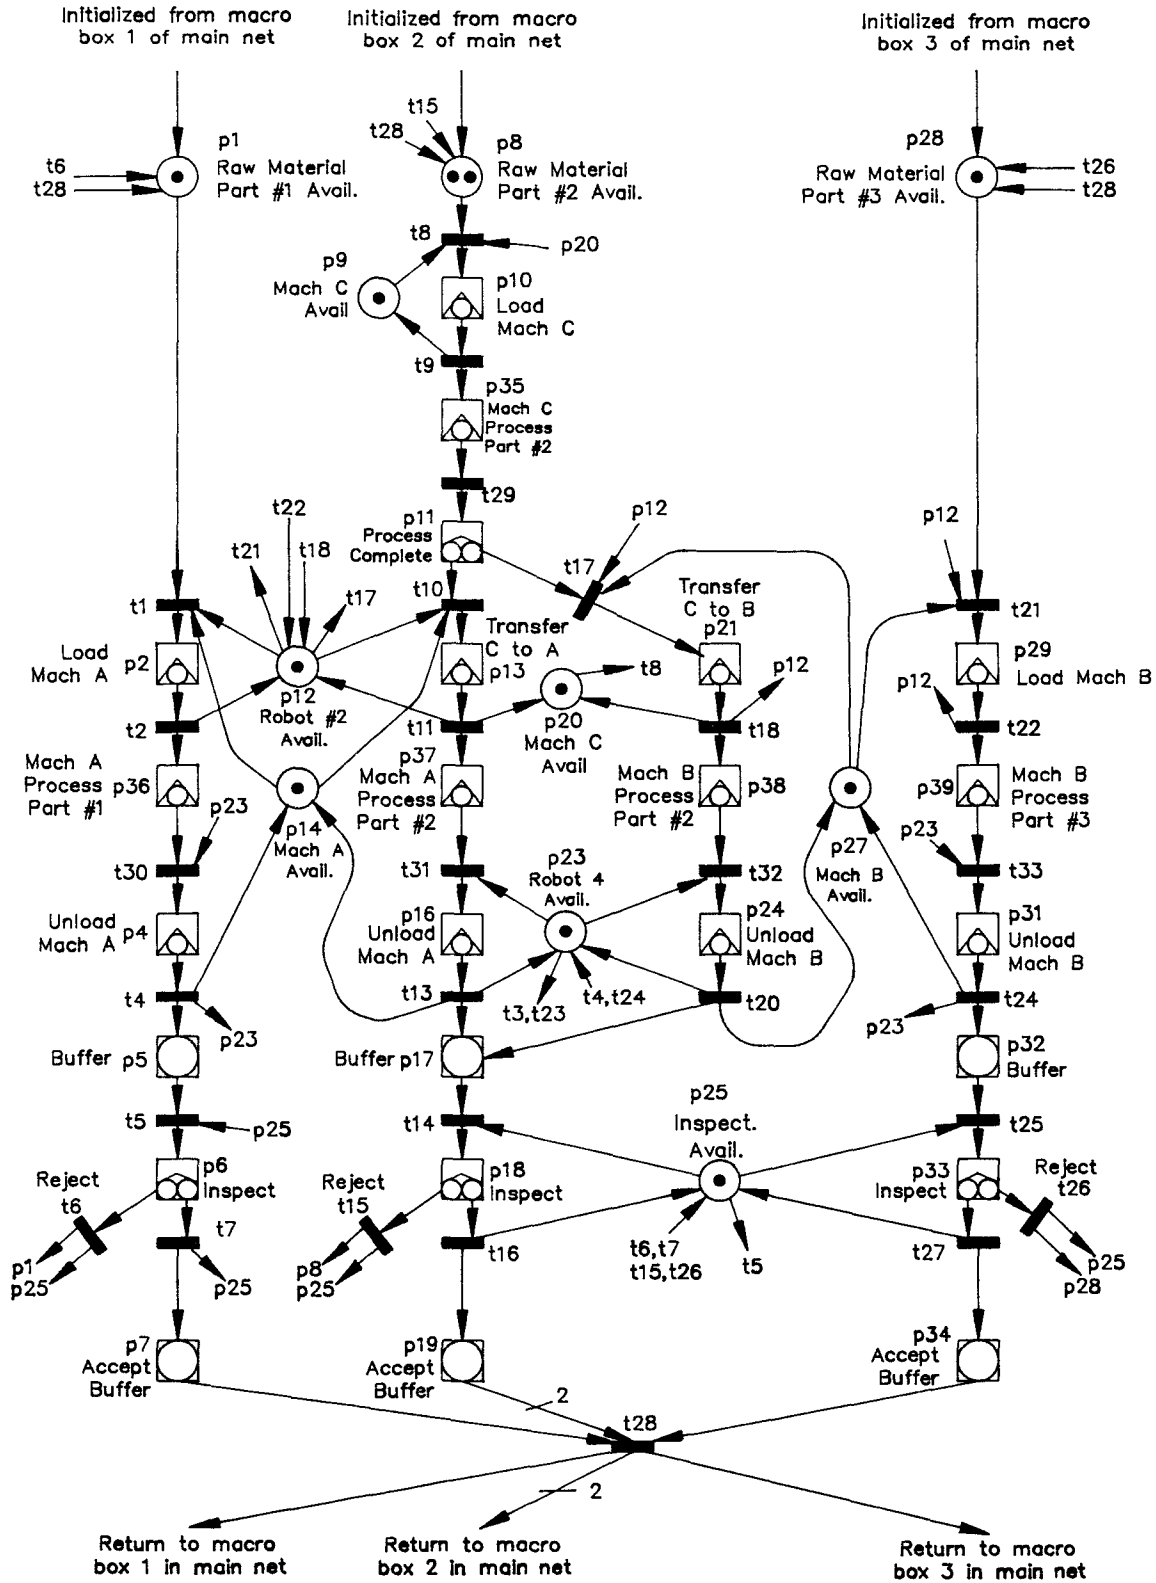 Initialized from macro
box 1 of main net
Initialized from macro
box 2 of main net
Initialized from macro
box 3 of main net
t15
t28
p1
Raw Material
Part #1 Avail.
t6
t28
p8
Raw Material
Part #2 Avail.
p28
Raw Material
Part #3 Avail.
t26
t28
t8
p20
p9
Mach C
Avail
p10
Load
Mach C
t9
p35
Mach C
Process
Part #2
t29
t22
p11
Process
Complete
p12
p12
t21
t18
t17
t10
t17
Transfer
C to B
p21
t1
t21
Load
Mach A
p2
p12
Robot #2
Avail.
Transfer
C to A
p13
t8
p20
Mach C
Avail
p12
p29
Load Mach B
p12
t2
t11
t18
t22
Mach A
Process
Part #1
p36
p14
Mach A
Avail.
p37
Mach A
Process
Part #2
Mach B
Process
Part #2
p38
p27
Mach B
Avail.
p39
Mach B
Process
Part #3
p23
p23
t30
t31
p23
Robot 4
Avail.
t32
t33
Unload
Mach A
p4
p16
Unload
Mach A
p24
Unload
Mach B
p31
Unload
Mach B
t4
p23
t13
t3,t23
t4,t24
t20
p23
t24
Buffer p5
Buffer p17
p32
Buffer
t5
p25
t14
p25
Inspect.
Avail.
t25
p6
Inspect
Reject
t6
t7
p18
Inspect
Reject
t15
t16
p33
Inspect
Reject
t26
t27
p1
p25
p25
p8
p25
t6,t7
t15,t26
t5
p25
p28
p7
Accept
Buffer
p19
Accept
Buffer
p34
Accept
Buffer
2
t28
2
Return to macro
box 1 in main net
Return to macro
box 2 in main net
Return to macro
box 3 in main net